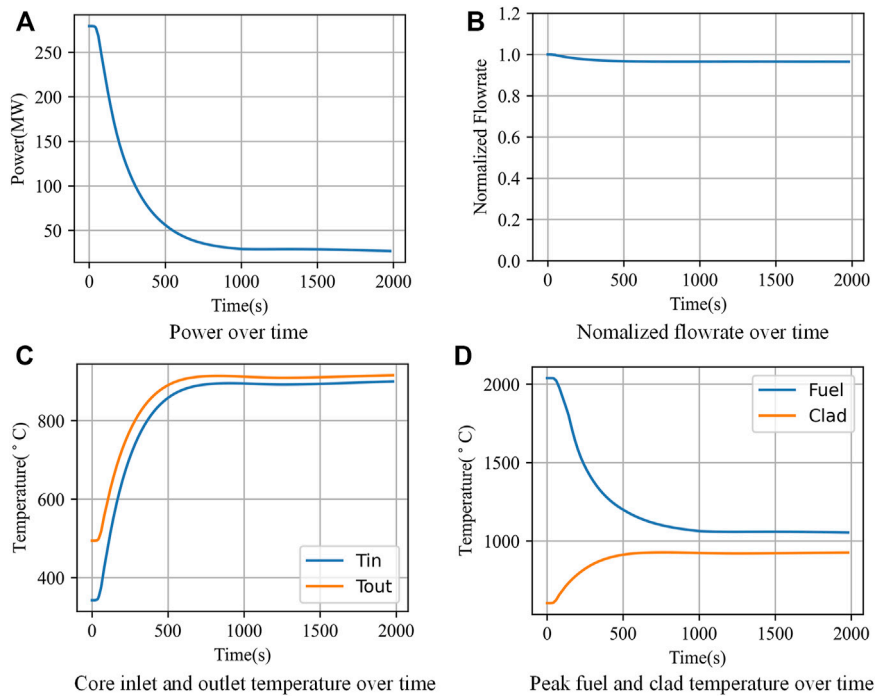 A
Power(MW)
250
200
150
100
50
0 500 1000 1500 2000
Time(s)
Power over time
B
Normalized Flowrate
1.2
1.0
0.8
0.6
0.4
0.2
0.0
0 500 1000 1500 2000
Time(s)
Nomalized flowrate over time
C
Temperature(°C)
800
600
400
Tin
Tout
0 500 1000 1500 2000
Time(s)
Core inlet and outlet temperature over time
D
Temperature(°C)
2000
1500
1000
Fuel
Clad
0 500 1000 1500 2000
Time(s)
Peak fuel and clad temperature over time